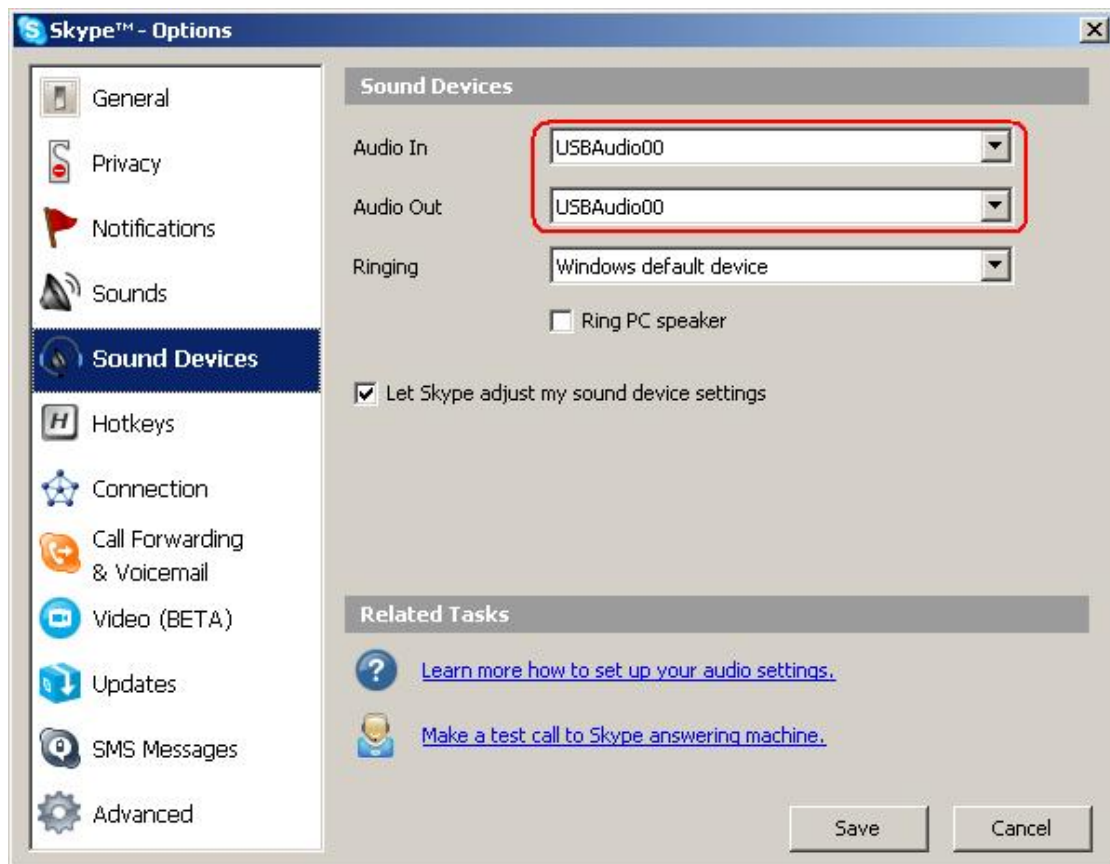 Skype™ - Options
General
Privacy
Notifications
Sounds
Sound Devices
Hotkeys
Connection
Call Forwarding
& Voicemail
Video (BETA)
Updates
SMS Messages
Advanced
Sound Devices
Audio In
USBAudio00
Audio Out
USBAudio00
Ringing
Windows default device
Ring PC speaker
Let Skype adjust my sound device settings
Related Tasks
Learn more how to set up your audio settings.
Make a test call to Skype answering machine.
Save
Cancel